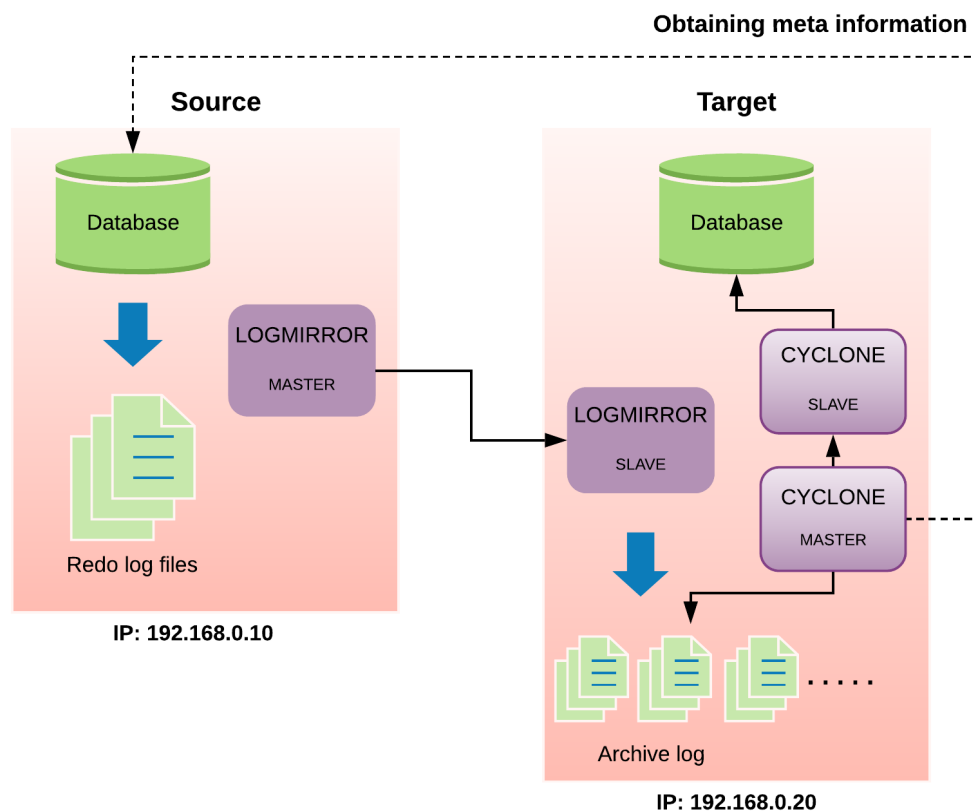 Obtaining meta information
Source
Database
LOGMIRROR
MASTER
Redo log files
IP: 192.168.0.10
Target
Database
CYCLONE
SLAVE
LOGMIRROR
SLAVE
CYCLONE
MASTER
Archive log
IP: 192.168.0.20